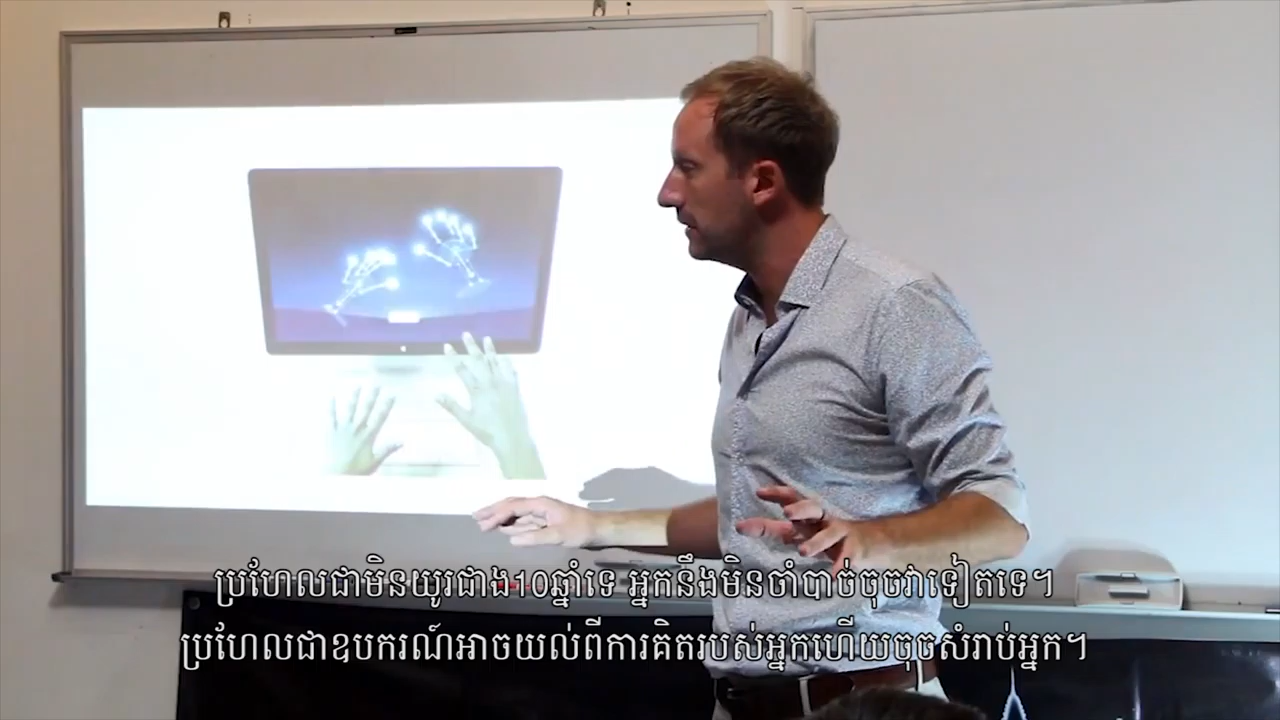 ប្រហែលជាមិនយូរជាង10ឆ្នាំទេ អ្នកនឹងមិនចាំបាច់ចុចវាទៀតទេ។
ប្រហែលជាឧបករណ៍អាចយល់ពីការគិតរបស់អ្នកហើយចុចសំរាប់អ្នក។